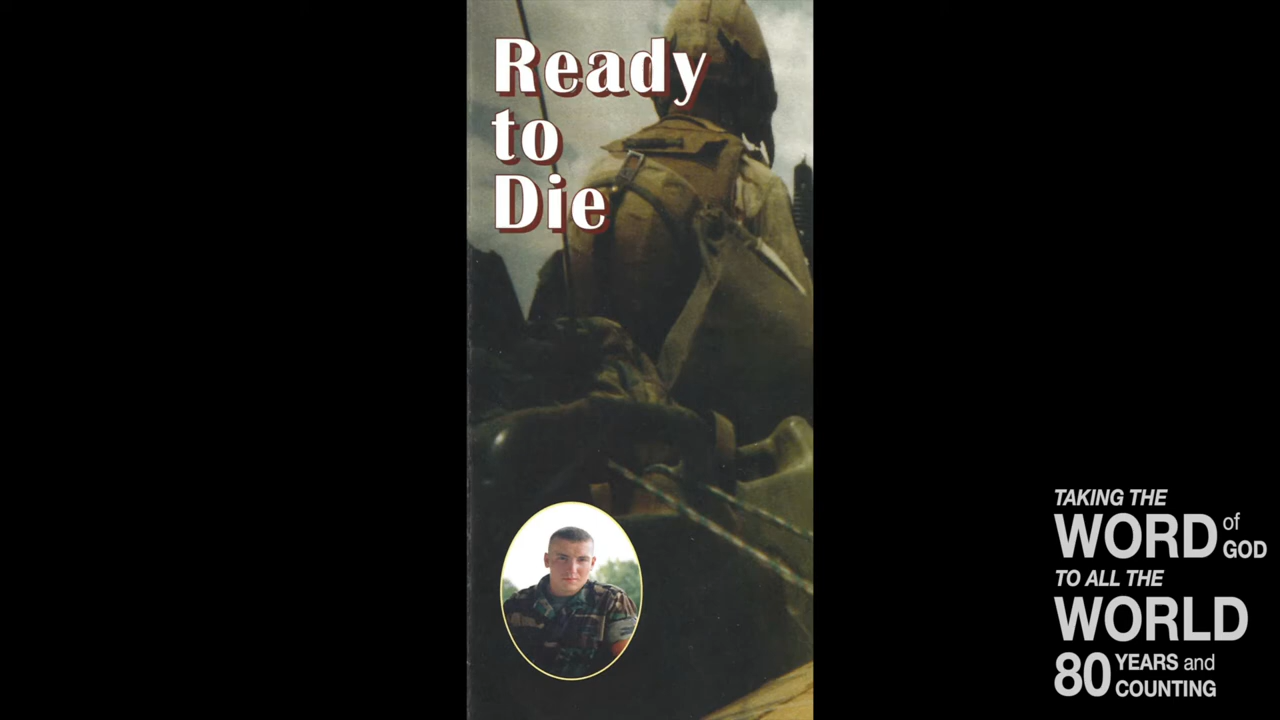 Ready
to
Die
TAKING THE
WORD of GOD
TO ALL THE
WORLD
80 YEARS and
COUNTING